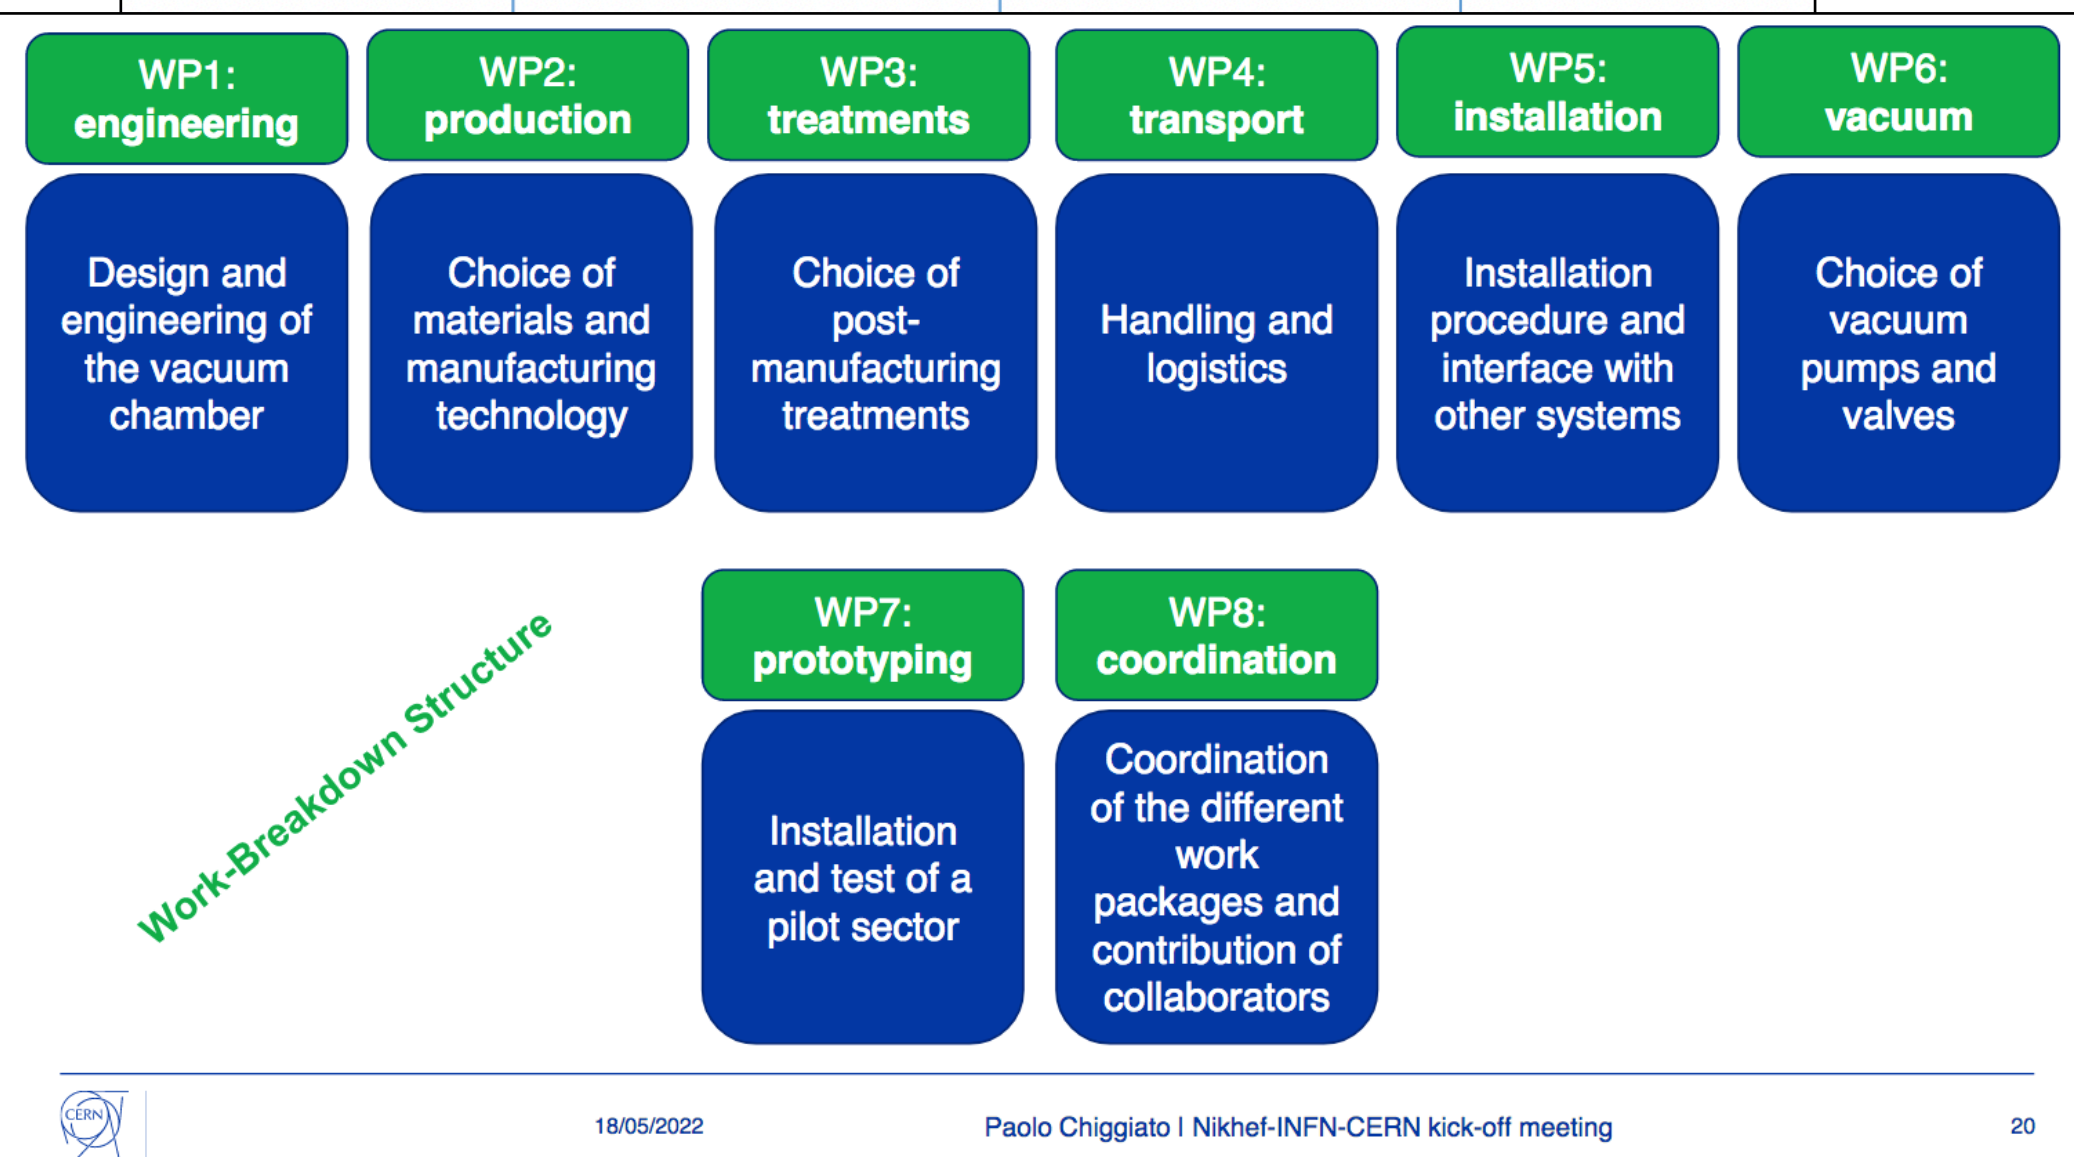 WP1:
engineering
Design and
engineering of
the vacuum
chamber
WP2:
production
Choice of
materials and
manufacturing
technology
WP3:
treatments
Choice of
post-
manufacturing
treatments
WP4:
transport
Handling and
logistics
WP5:
installation
Installation
procedure and
interface with
other systems
WP6:
vacuum
Choice of
vacuum
pumps and
valves
Work-Breakdown Structure
WP7:
prototyping
Installation
and test of a
pilot sector
WP8:
coordination
Coordination
of the different
work
packages and
contribution of
collaborators
CERN
18/05/2022
Paolo Chiggiato | Nikhef-INFN-CERN kick-off meeting
20